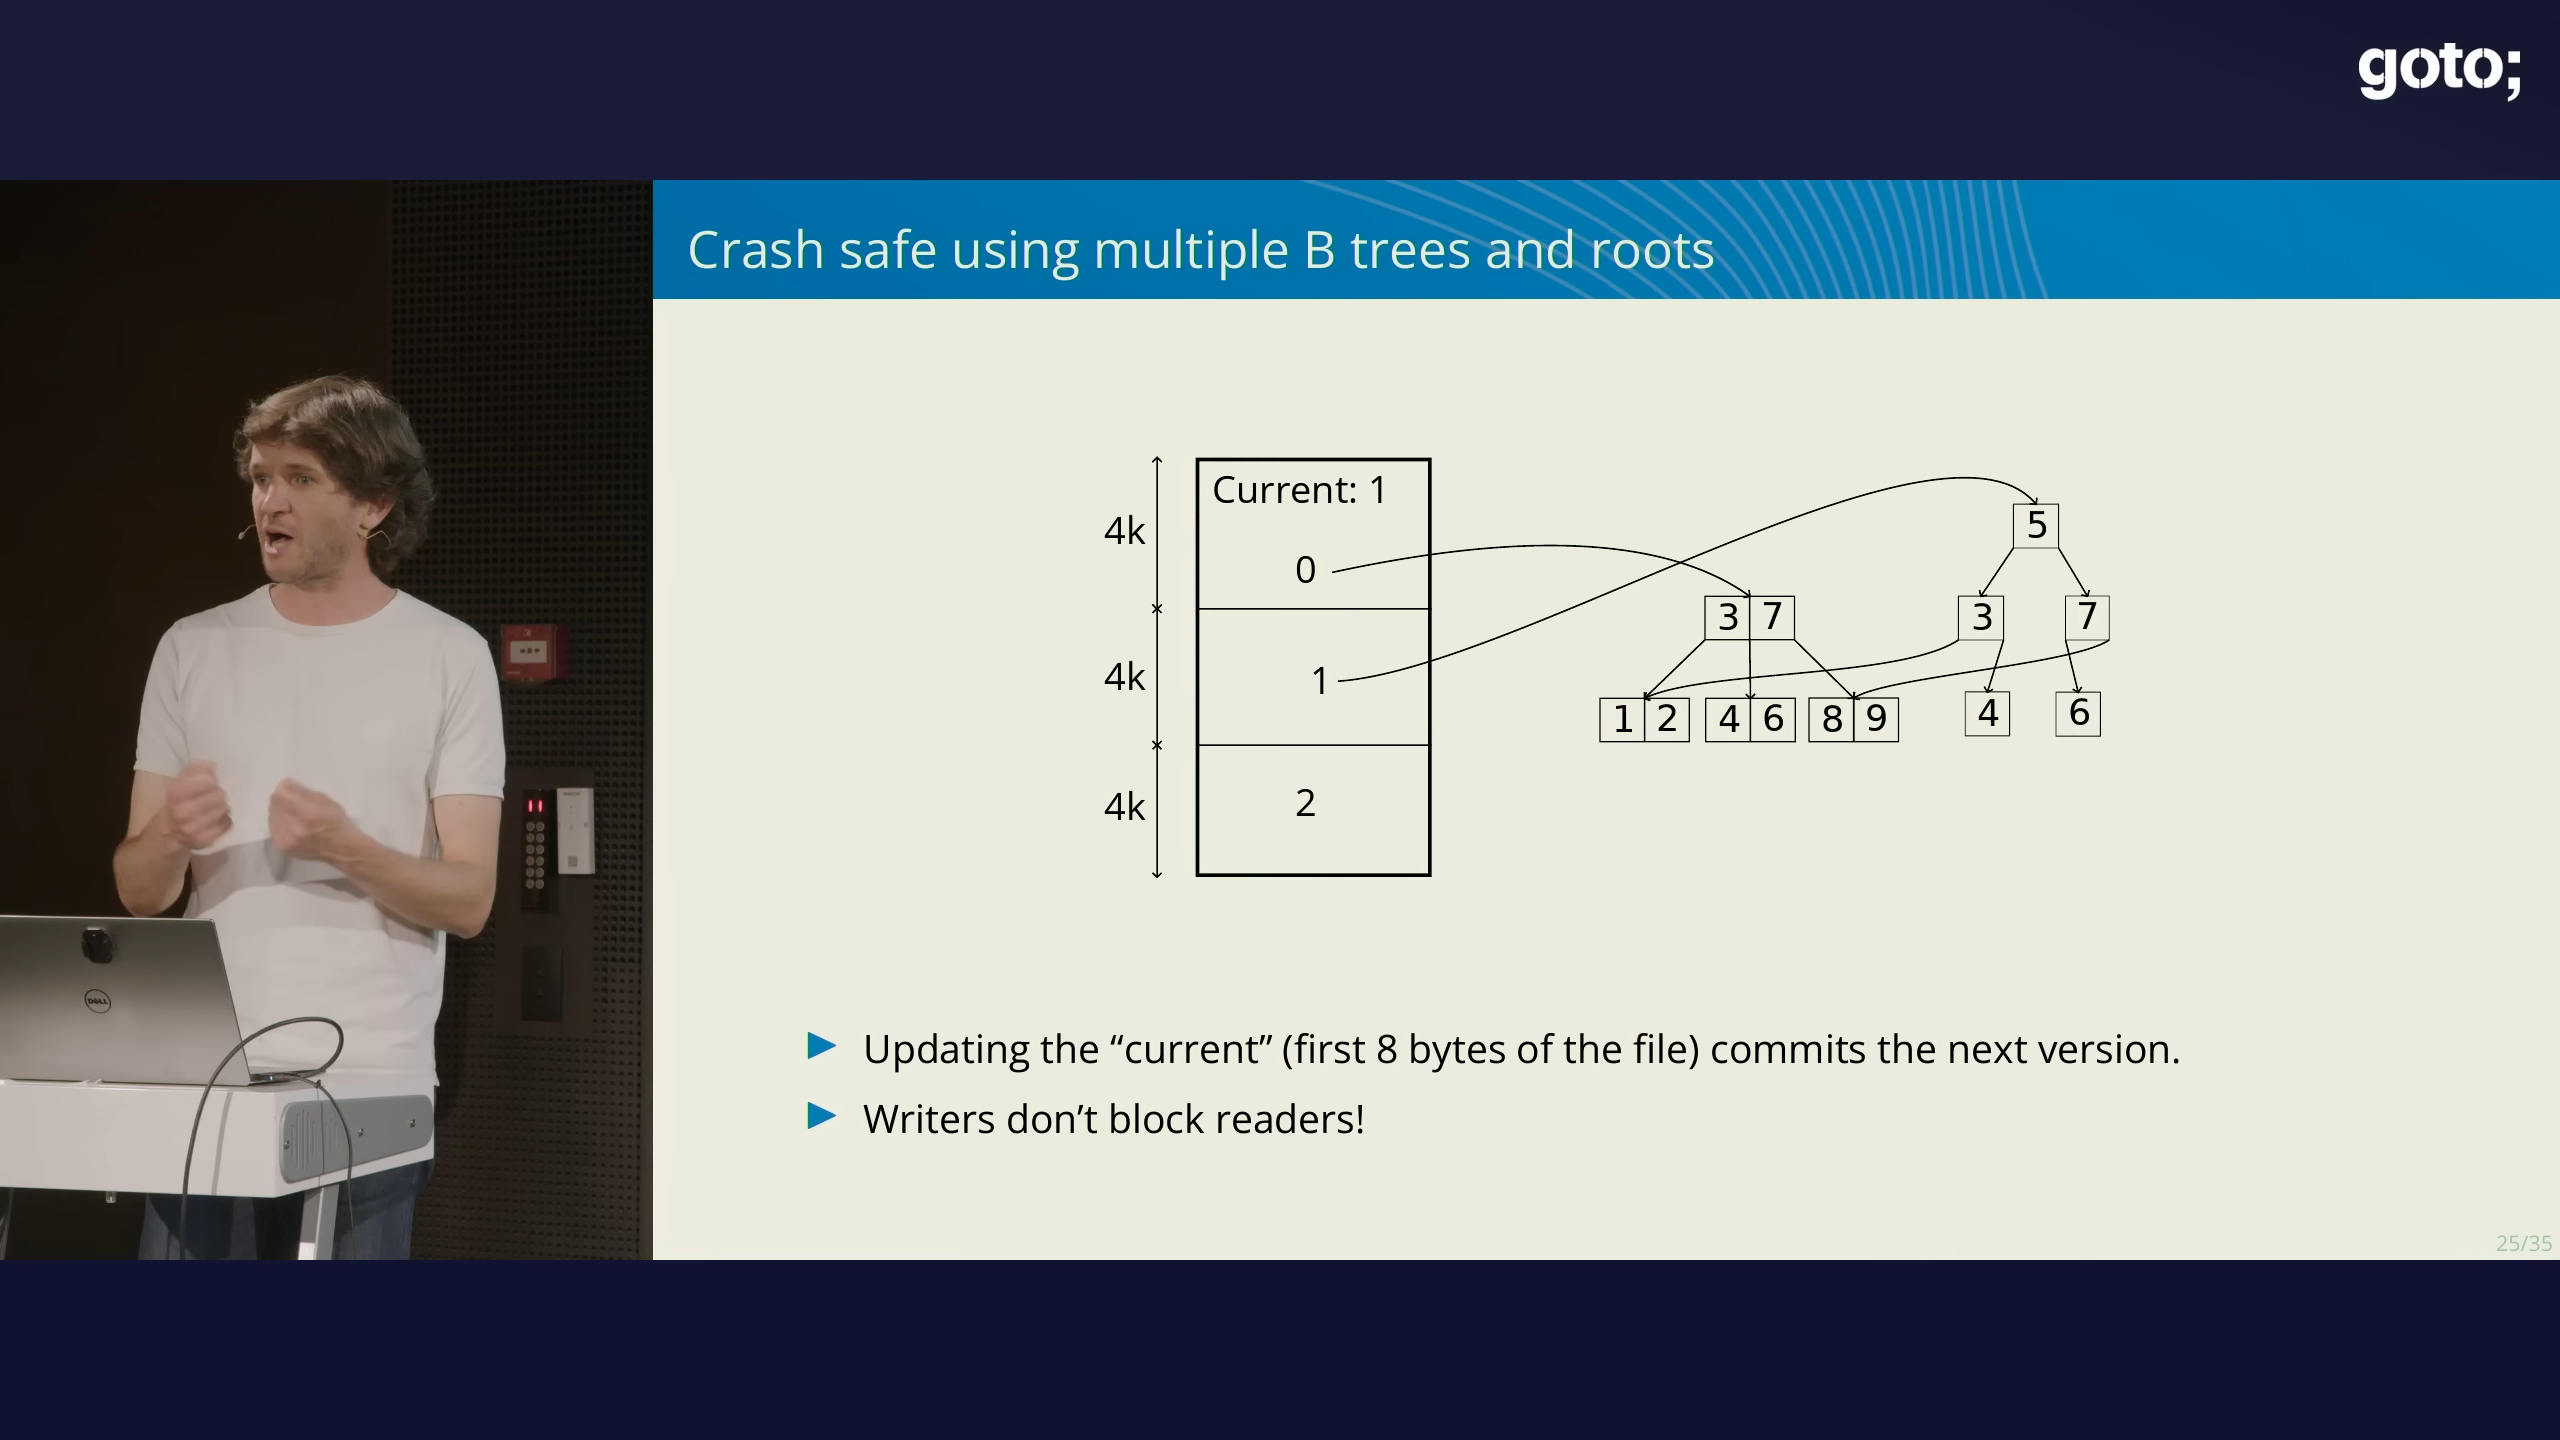 goto;
Crash safe using multiple B trees and roots
Current: 1
4k
0
4k
1
4k
2
5
3 7
3
7
1 2
4 6
8 9
4
6
Updating the “current” (first 8 bytes of the file) commits the next version.
Writers don’t block readers!
25/35
DELL